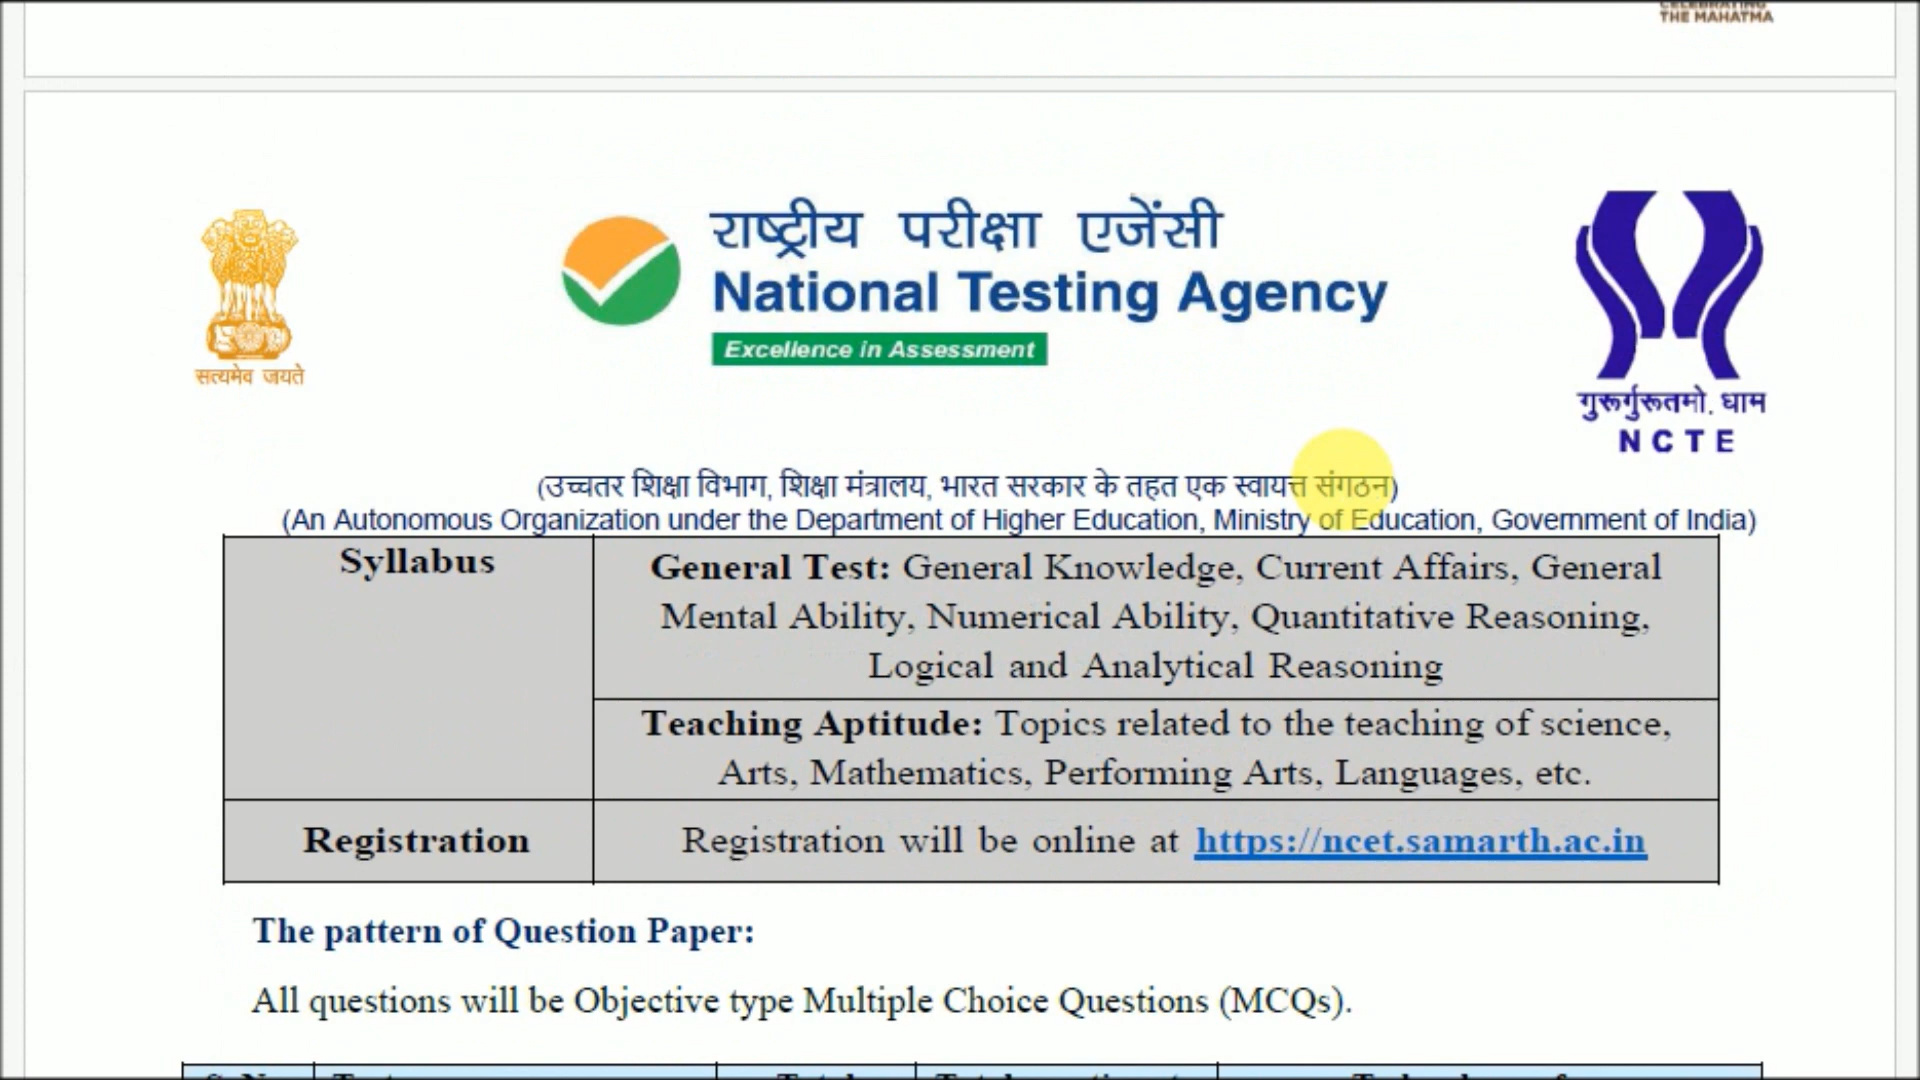 CELEBRATING
THE MAHATMA
राष्ट्रीय परीक्षा एजेंसी
National Testing Agency
Excellence in Assessment
सत्यमेव जयते
गुरूर्गुरूतमो. धाम
NCTE
(उच्चतर शिक्षा विभाग, शिक्षा मंत्रालय, भारत सरकार के तहत एक स्वायत्त संगठन)
(An Autonomous Organization under the Department of Higher Education, Ministry of Education, Government of India)
Syllabus
General Test: General Knowledge, Current Affairs, General
Mental Ability, Numerical Ability, Quantitative Reasoning,
Logical and Analytical Reasoning
Teaching Aptitude: Topics related to the teaching of science,
Arts, Mathematics, Performing Arts, Languages, etc.
Registration
Registration will be online at https://ncet.samarth.ac.in
The pattern of Question Paper:
All questions will be Objective type Multiple Choice Questions (MCQs).